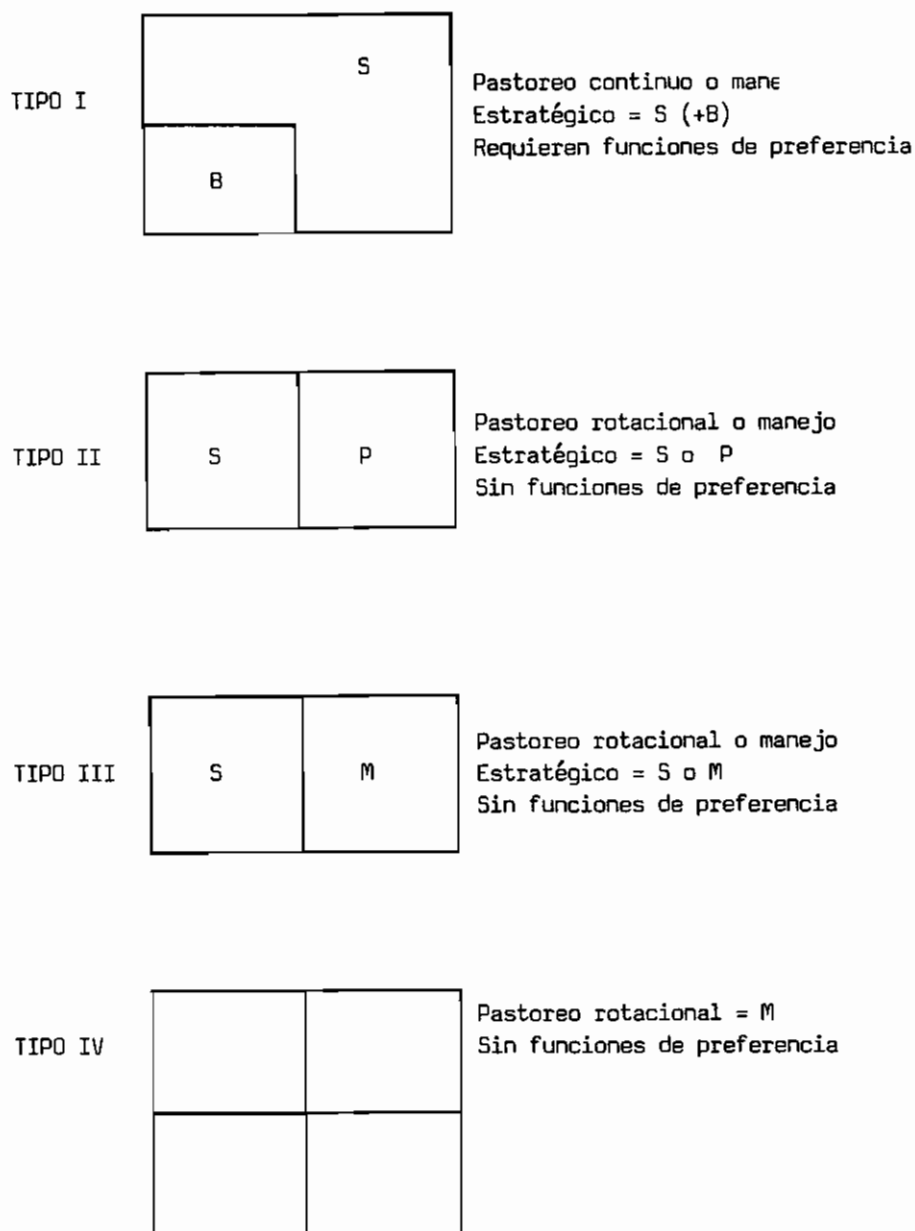 TIPO I
S
B
Pastoreo continuo o mane
Estratégico = S (+B)
Requieren funciones de preferencia
TIPO II
S
P
Pastoreo rotacional o manejo
Estratégico = S o P
Sin funciones de preferencia
TIPO III
S
M
Pastoreo rotacional o manejo
Estratégico = S o M
Sin funciones de preferencia
TIPO IV
Pastoreo rotacional = M
Sin funciones de preferencia